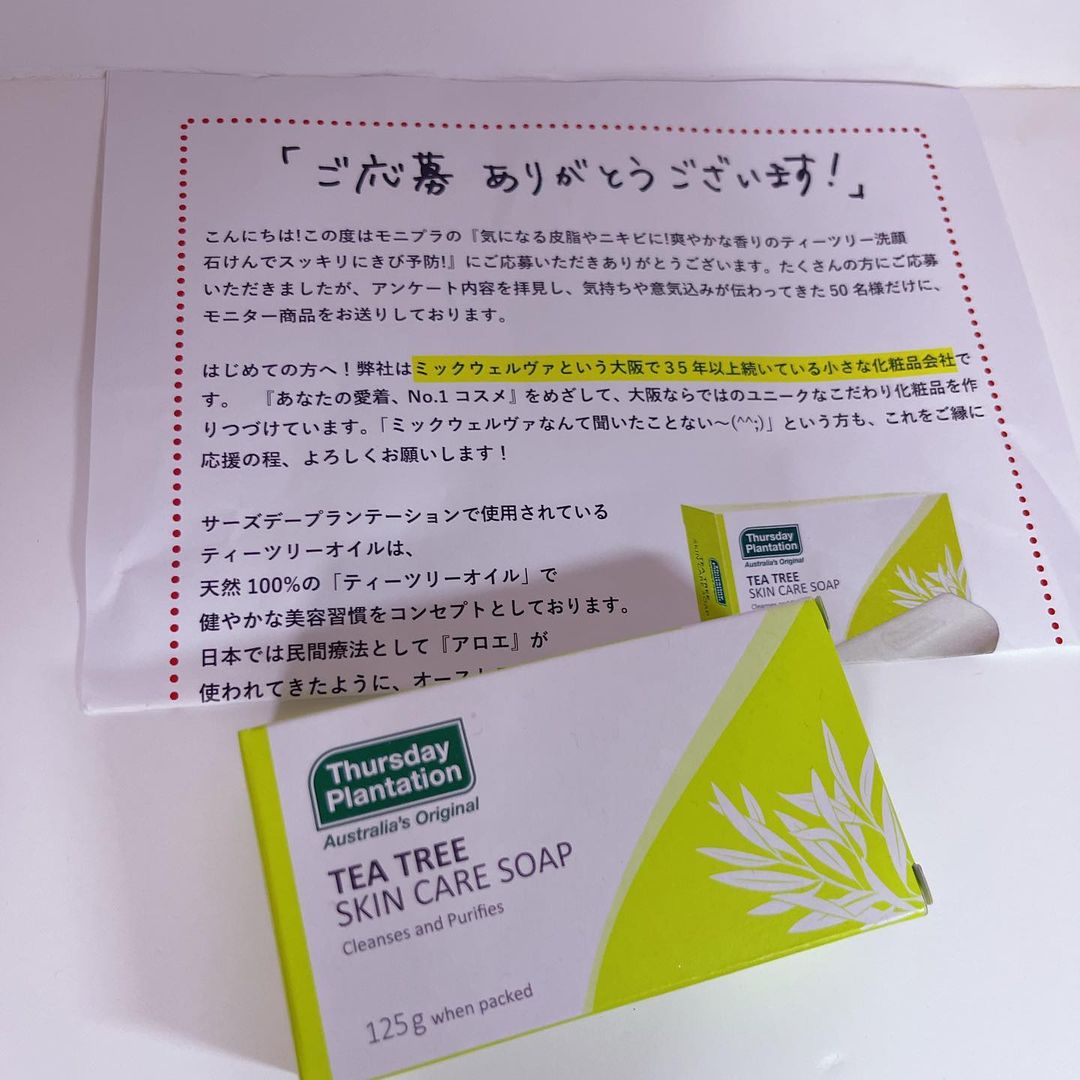 「ご応募 ありがとうございます!」
こんにちは!この度はモニプラの『気になる皮脂やニキビに!爽やかな香りのティーツリー洗顔
石けんでスッキリにきび予防!』にご応募いただきありがとうございます。たくさんの方にご応募
いただきましたが、アンケート内容を拝見し、気持ちや意気込みが伝わってきた50名様だけに、
モニター商品をお送りしております。
はじめての方へ!弊社はミックウェルヴァという大阪で35年以上続いている小さな化粧品会社で
す。 『あなたの愛着、No.1コスメ』をめざして、大阪ならではのユニークなこだわり化粧品を作
りつづけています。「ミックウェルヴァなんて聞いたことない~(^^;)」という方も、これをご縁に
応援の程、よろしくお願いします!
サーズデープランテーションで使用されている
ティーツリーオイルは、
天然100%の「ティーツリーオイル」で
健やかな美容習慣をコンセプトとしております。
日本では民間療法として『アロエ』が
使われてきたように、オースト
Thursday
Plantation
Australia's Original
TEA TREE
SKIN CARE SOAP
Thursday
Plantation
Australia's Original
TEA TREE
SKIN CARE SOAP
Cleanses and Purifies
125g when packed